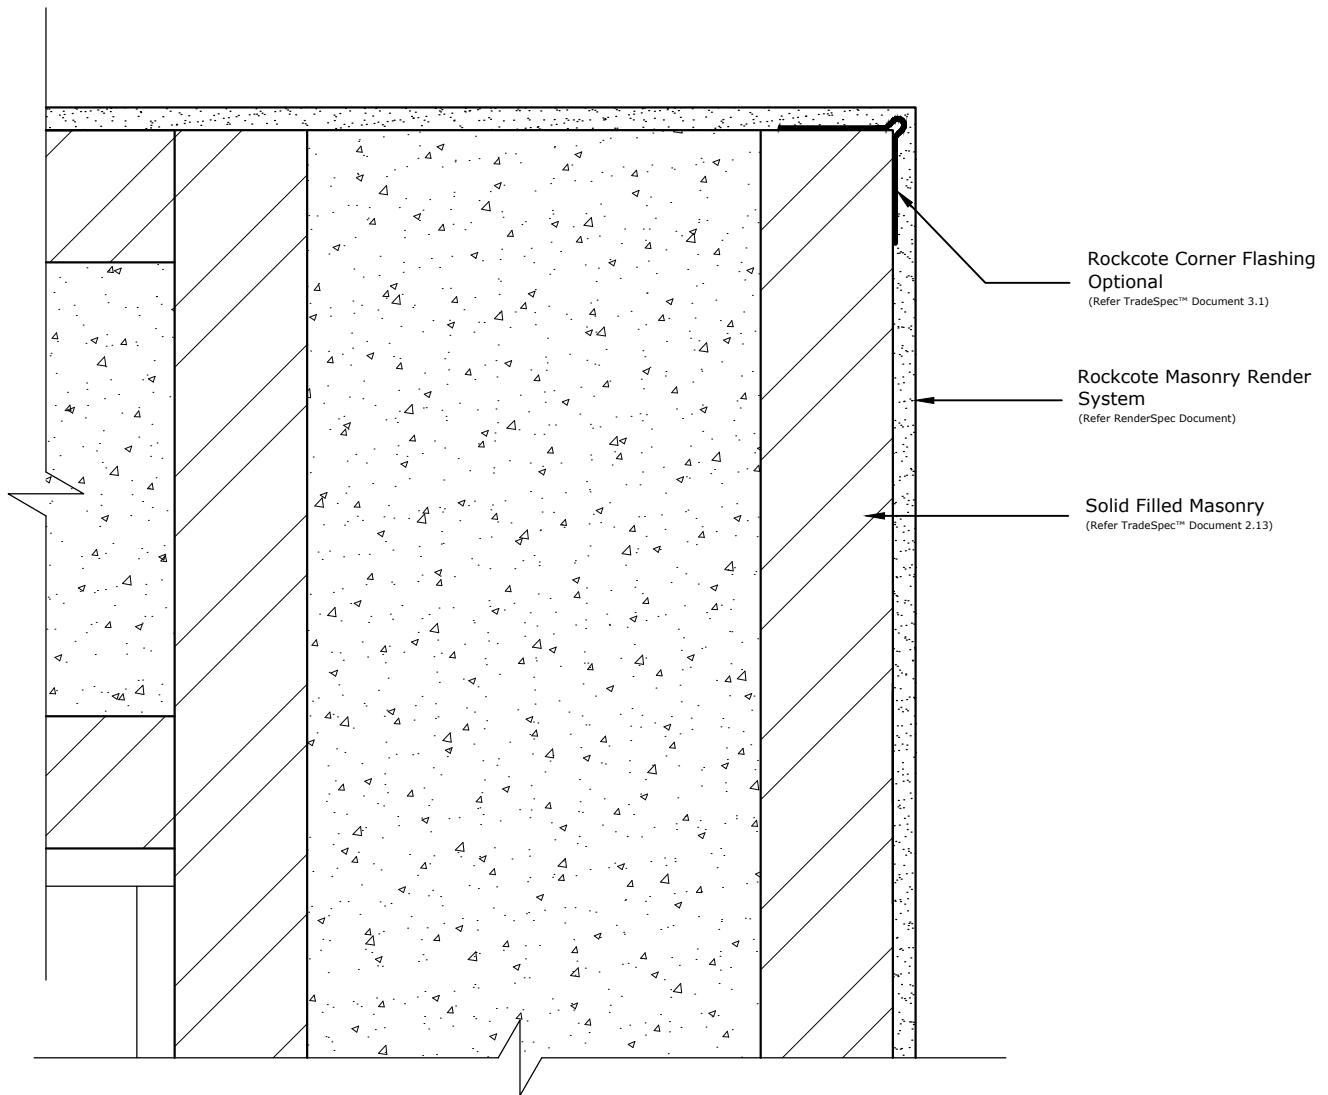 Rockcote Corner Flashing
Optional
(Refer TradeSpec™ Document 3.1)
Rockcote Masonry Render
System
(Refer RenderSpec Document)
Solid Filled Masonry
(Refer TradeSpec™ Document 2.13)